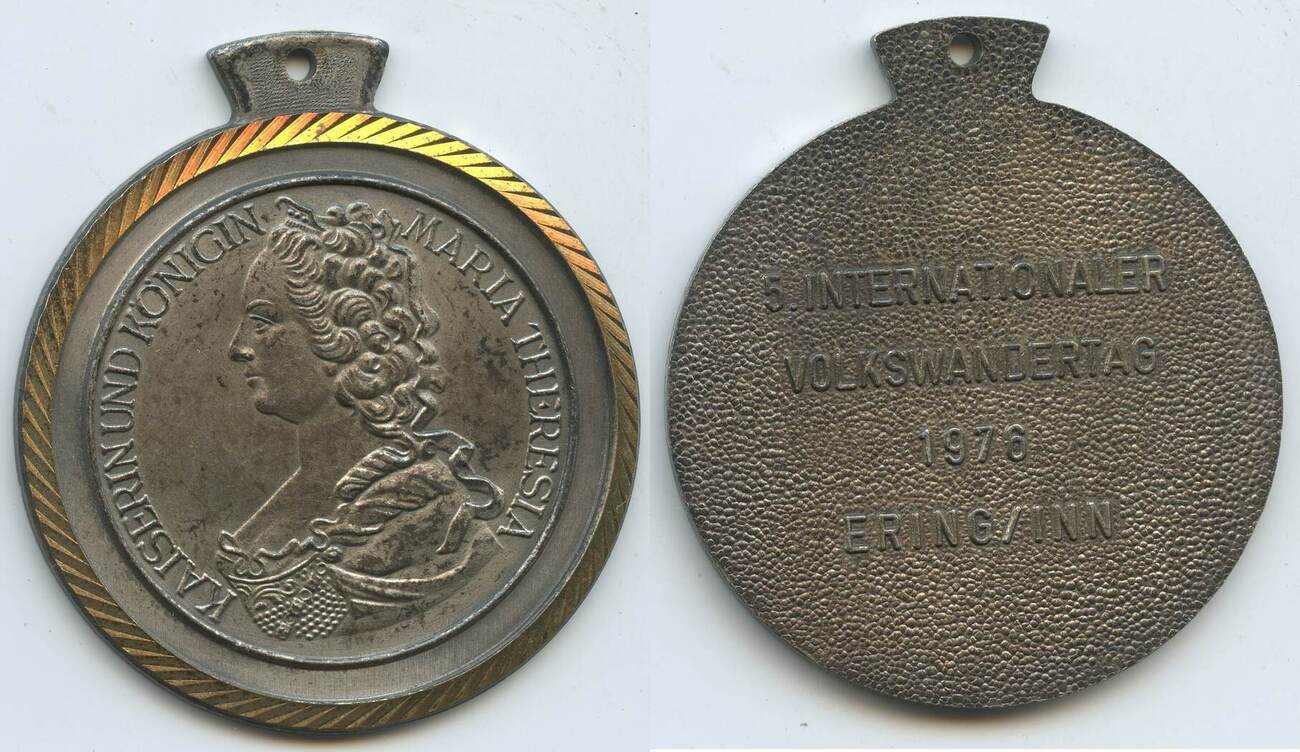 KAISERIN UND KÖNIGIN MARIA THERESIA
5. INTERNATIONALER
VOLKSWANDERTAG
1976
ERING/INN